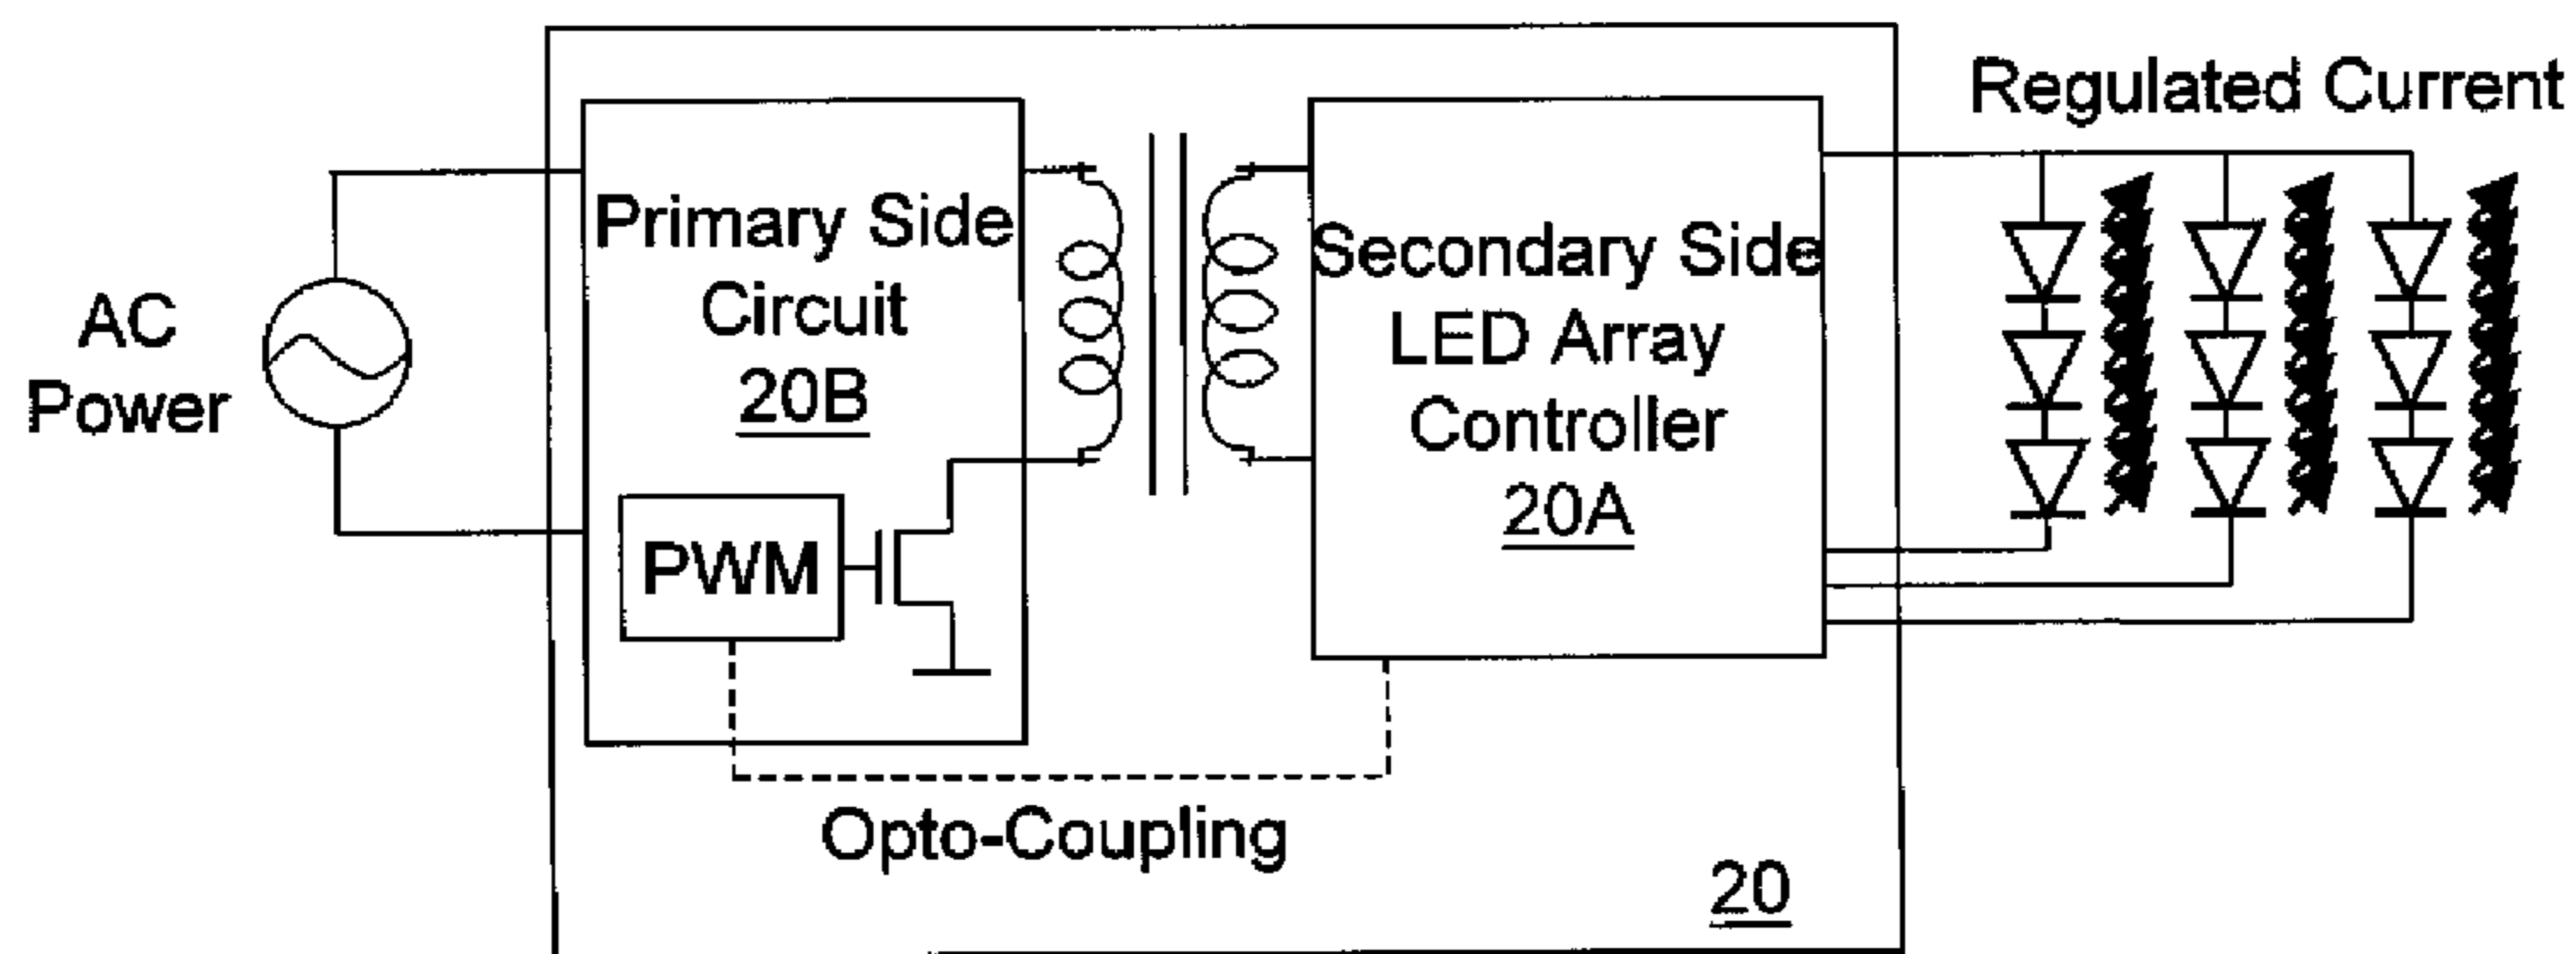 AC
Power
Primary Side
Circuit
20B
PWM
Opto-Coupling
Secondary Side
LED Array
Controller
20A
20
Regulated Current